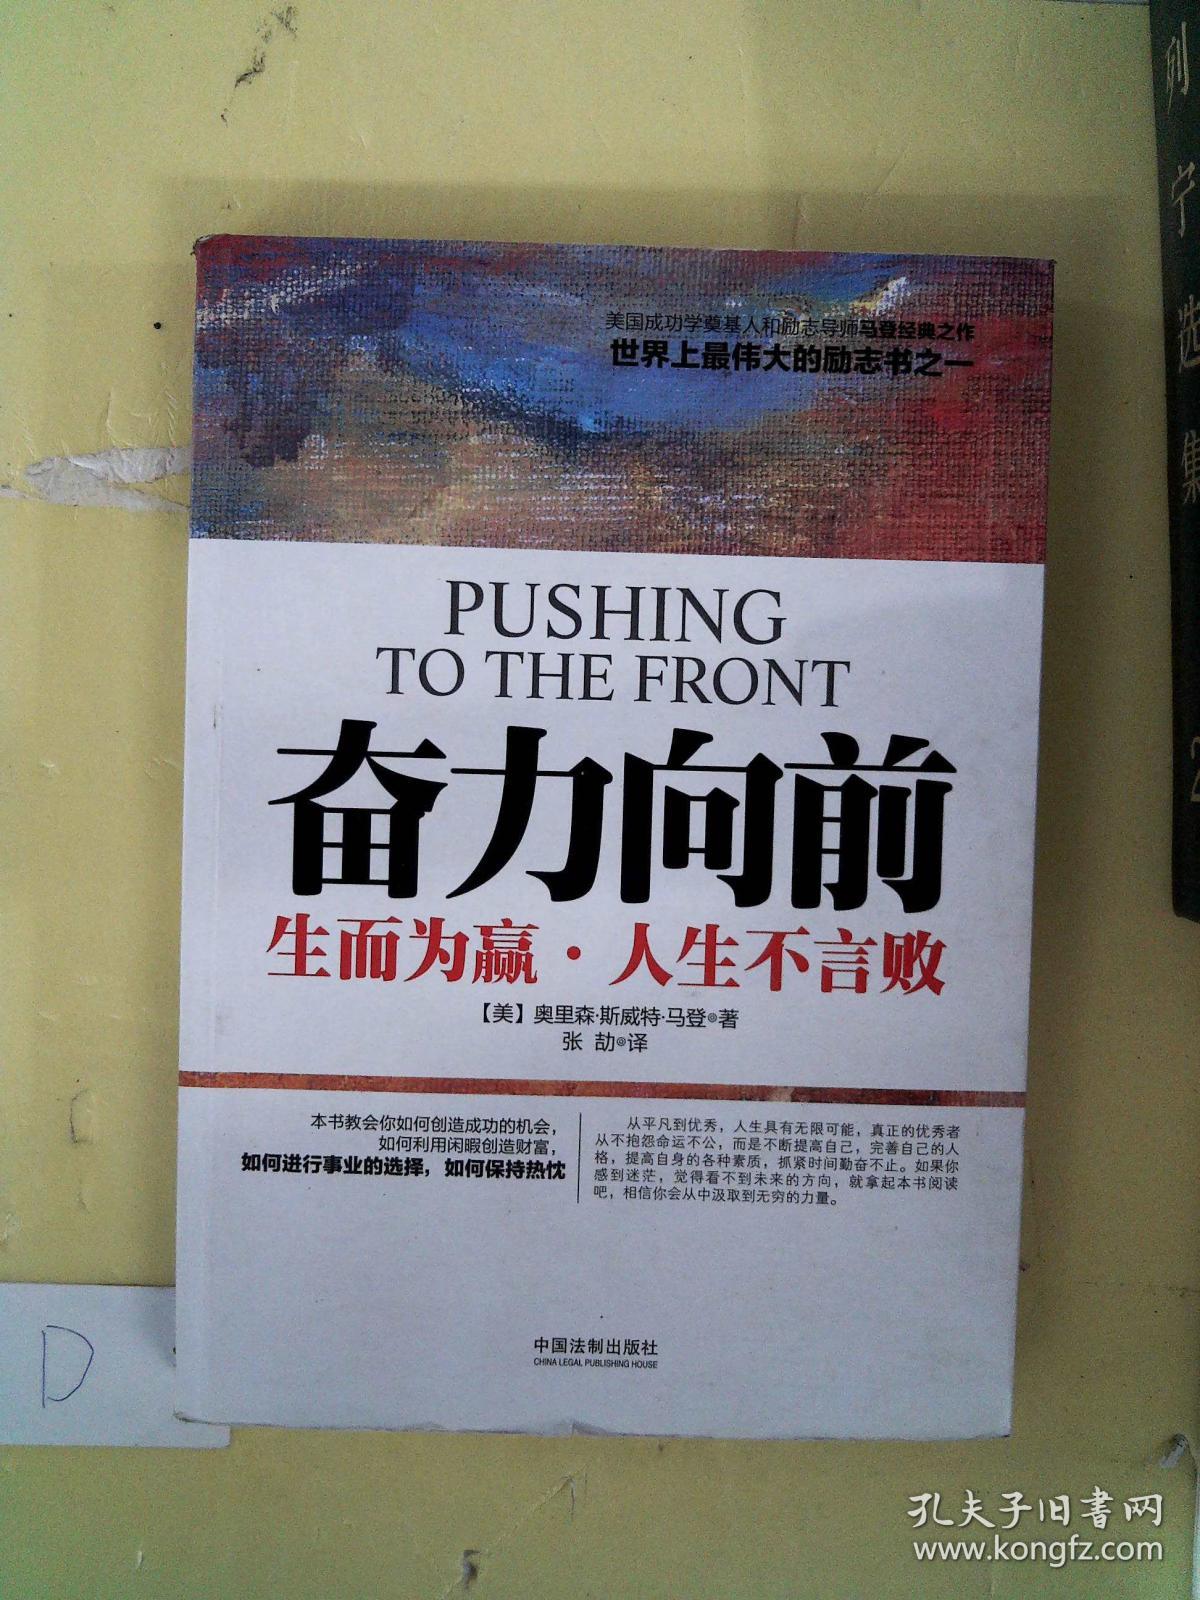 美国成功学奠基人和励志导师马登经典之作
世界上最伟大的励志书之一
PUSHING
TO THE FRONT
奋力向前
生而为赢·人生不言败
【美】奥里森·斯威特·马登◎著
张 劼◎译
本书教会你如何创造成功的机会，
如何利用闲暇创造财富，
如何进行事业的选择，如何保持热忱
从平凡到优秀，人生具有无限可能，真正的优秀者
从不抱怨命运不公，而是不断提高自己，完善自己的人
格，提高自身的各种素质，抓紧时间勤奋不止。如果你
感到迷茫，觉得看不到未来的方向，就拿起本书阅读
吧，相信你会从中汲取到无穷的力量。
中国法制出版社
CHINA LEGAL PUBLISHING HOUSE
D
列宁选集
2
孔夫子旧书网
www.kongfz.com